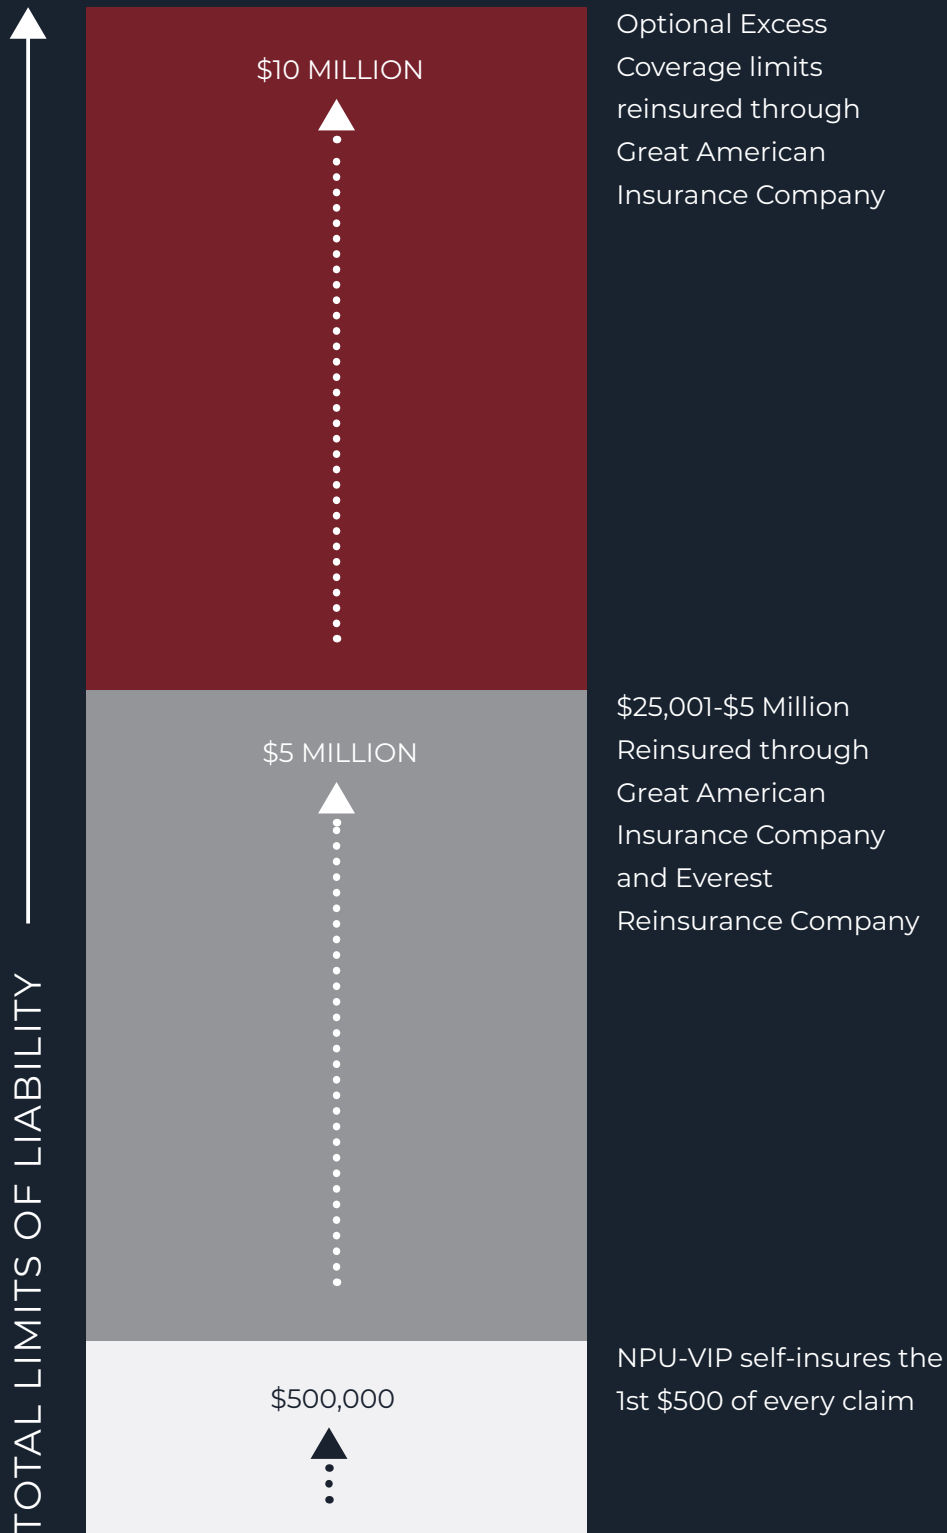 $10 MILLION
Optional Excess
Coverage limits
reinsured through
Great American
Insurance Company
$5 MILLION
$25,001-$5 Million
Reinsured through
Great American
Insurance Company
and Everest
Reinsurance Company
$500,000
NPU-VIP self-insures the
1st $500 of every claim
TOTAL LIMITS OF LIABILITY